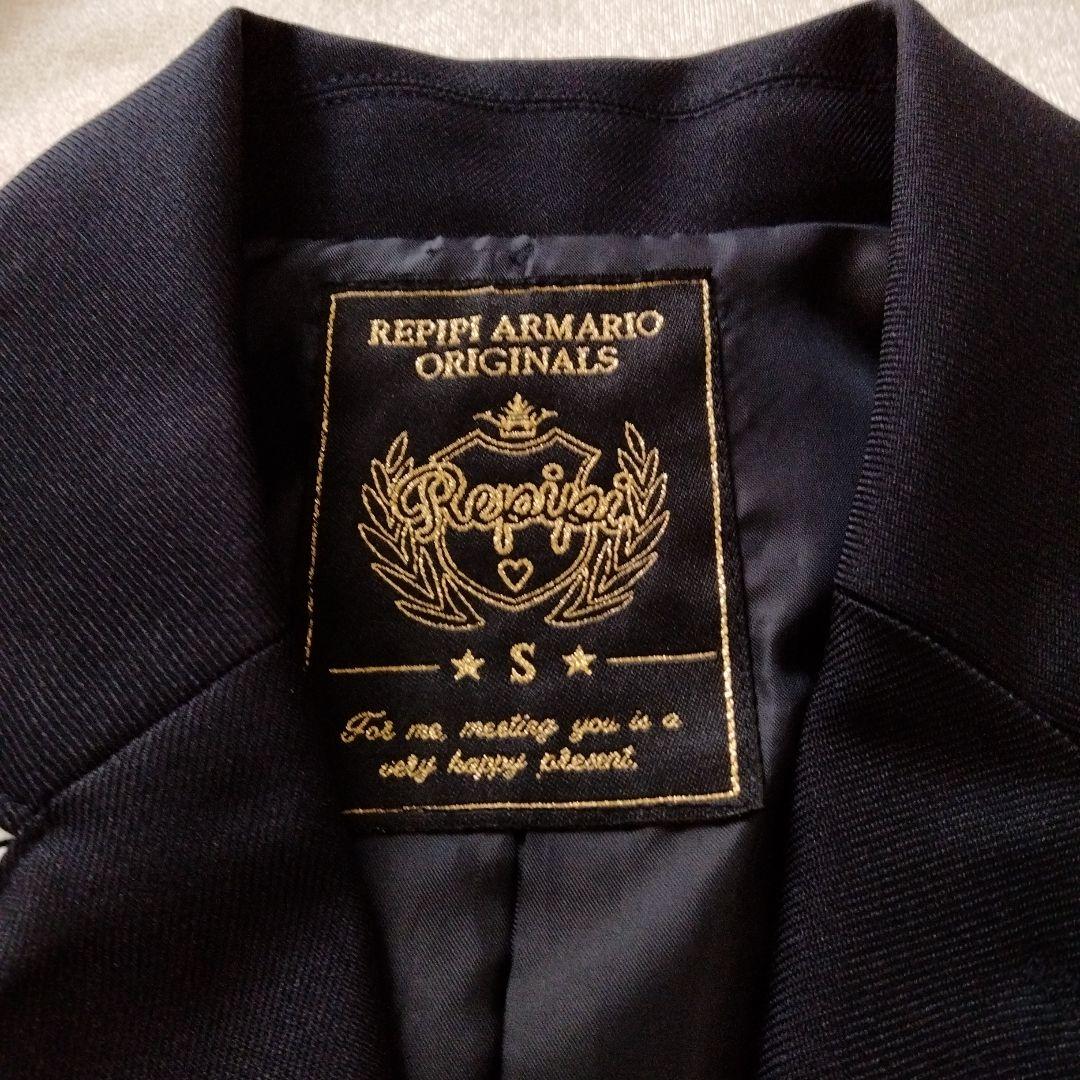 REPIPI ARMARIO
ORIGINALS
Repipi
S
For me, meeting you is a
very happy present.